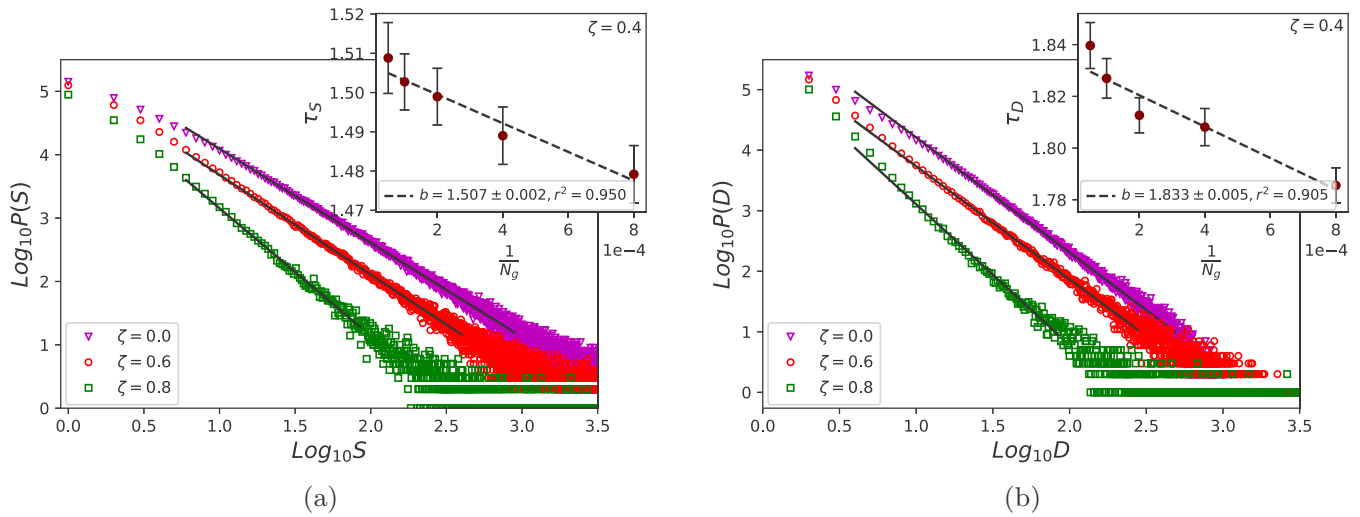 1.52
1.51
1.50
1.49
1.48
1.47
τ_S
ζ = 0.4
b = 1.507 ± 0.002, r² = 0.950
2 4 6 8
1e−4
1/N_g
5
4
3
2
1
0
Log₁₀P(S)
ζ = 0.0
ζ = 0.6
ζ = 0.8
0.0 0.5 1.0 1.5 2.0 2.5 3.0 3.5
Log₁₀S
(a)
1.84
1.82
1.80
1.78
τ_D
ζ = 0.4
b = 1.833 ± 0.005, r² = 0.905
2 4 6 8
1e−4
1/N_g
5
4
3
2
1
0
Log₁₀P(D)
ζ = 0.0
ζ = 0.6
ζ = 0.8
0.0 0.5 1.0 1.5 2.0 2.5 3.0 3.5
Log₁₀D
(b)